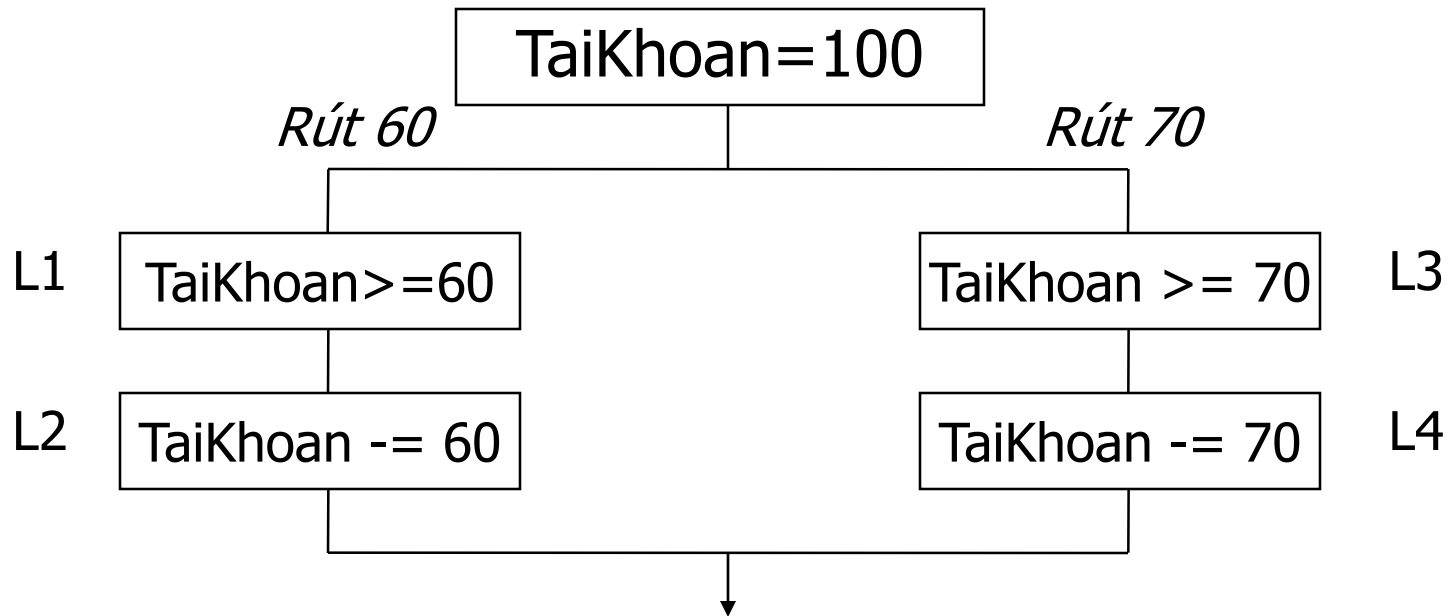 TaiKhoan=100
Rút 60
Rút 70
L1
TaiKhoan>=60
TaiKhoan >= 70
L3
L2
TaiKhoan -= 60
TaiKhoan -= 70
L4